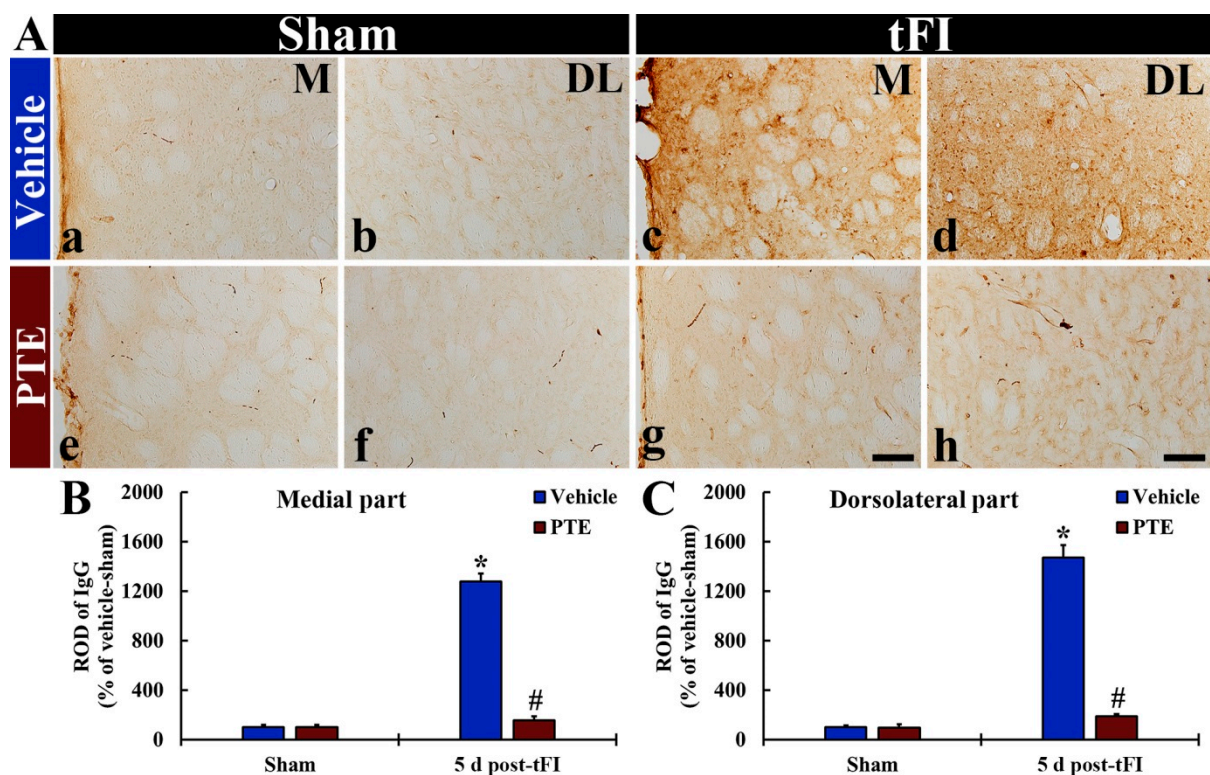 A
Sham
tFI
Vehicle
M
DL
M
DL
a
b
c
d
PTE
e
f
g
h
B
Medial part
Vehicle
PTE
ROD of IgG
(% of vehicle-sham)
2000
1600
1200
800
400
0
*
#
Sham
5 d post-tFI
C
Dorsolateral part
Vehicle
PTE
ROD of IgG
(% of vehicle-sham)
2000
1600
1200
800
400
0
*
#
Sham
5 d post-tFI